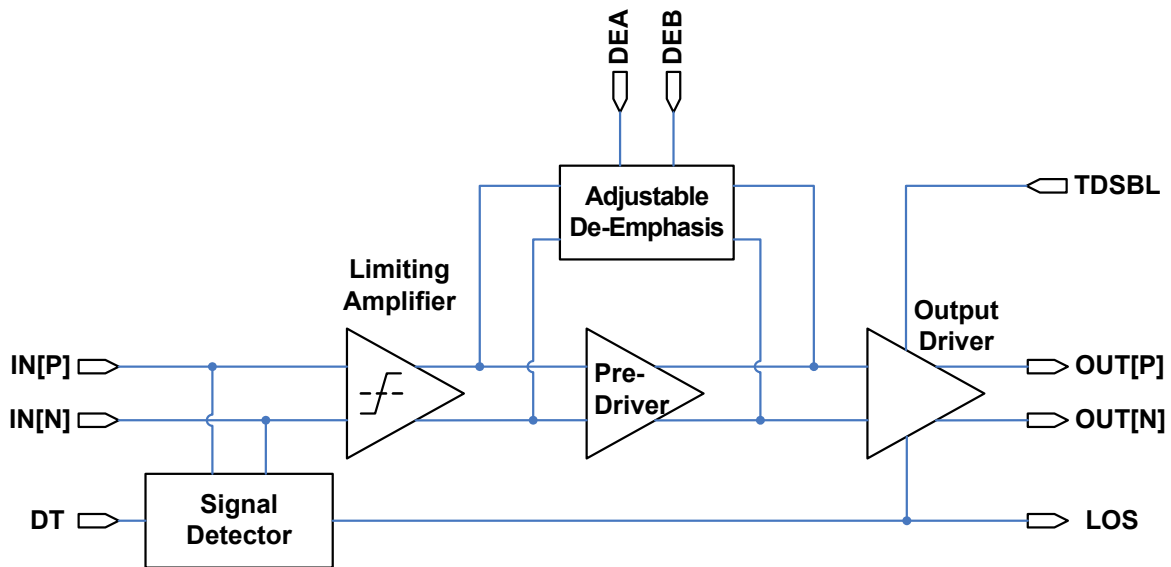 DEA
DEB
Adjustable
De-Emphasis
TDSBL
Limiting
Amplifier
Output
Driver
IN[P]
Pre-
Driver
OUT[P]
IN[N]
OUT[N]
DT
Signal
Detector
LOS